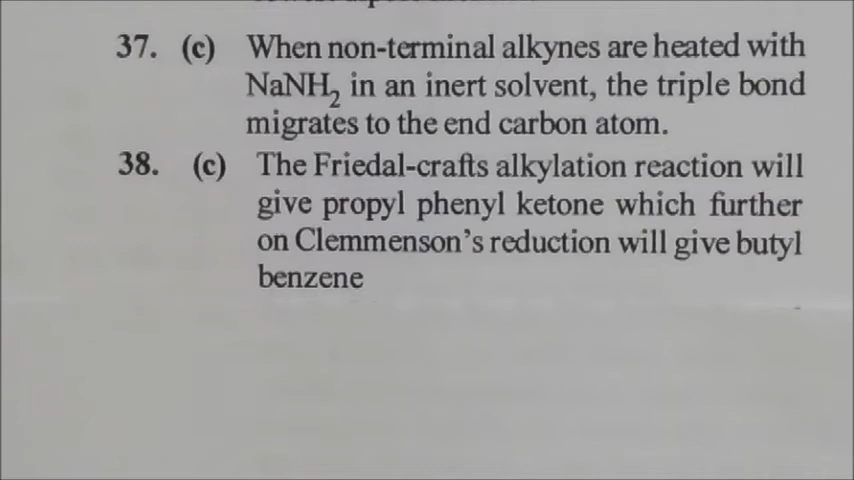 37. (c) When non-terminal alkynes are heated with
NaNH₂ in an inert solvent, the triple bond
migrates to the end carbon atom.
38. (c) The Friedal-crafts alkylation reaction will
give propyl phenyl ketone which further
on Clemmenson's reduction will give butyl
benzene